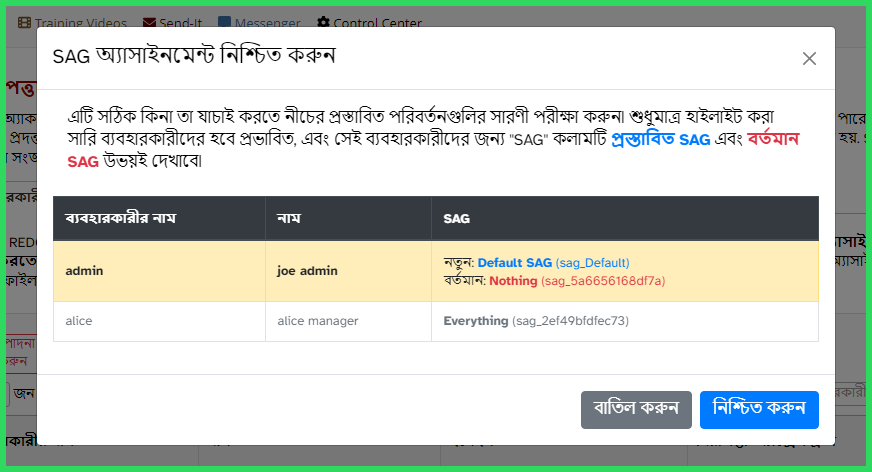 Training Videos Send-It Messenger Control Center
SAG অ্যাসাইনমেন্ট নিশ্চিত করুন
এটি সঠিক কিনা তা যাচাই করতে নীচের প্রস্তাবিত পরিবর্তনগুলির সারণী পরীক্ষা করুন। শুধুমাত্র হাইলাইট করা
সারি ব্যবহারকারীদের হবে প্রভাবিত, এবং সেই ব্যবহারকারীদের জন্য "SAG" কলামটি প্রস্তাবিত SAG এবং বর্তমান
SAG উভয়ই দেখাবে।
ব্যবহারকারীর নাম নাম SAG
নতুন: Default SAG (sag_Default)
admin joe admin
বর্তমান: Nothing (sag_5a6656168df7a)
alice alice manager Everything (sag_2ef49bfdfec73)
বাতিল করুন নিশ্চিত করুন